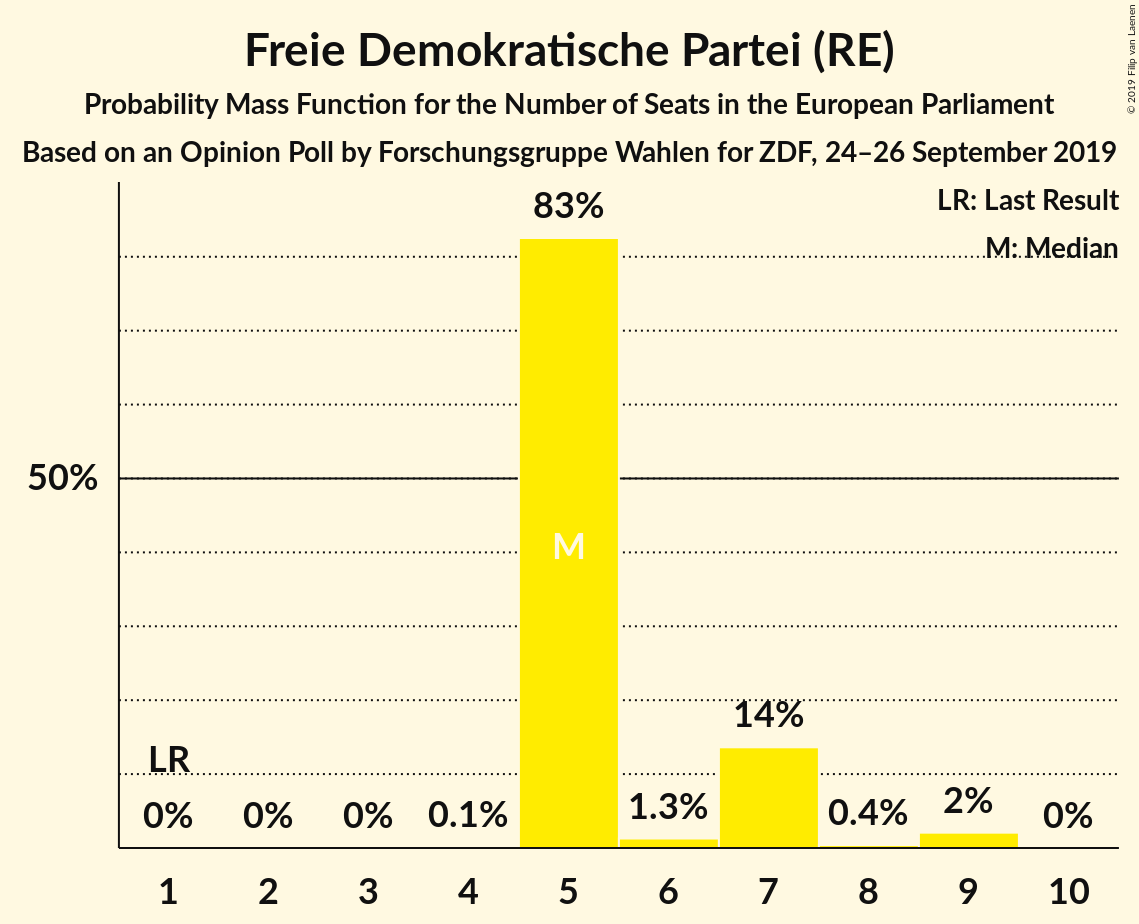 Freie Demokratische Partei (RE)
Probability Mass Function for the Number of Seats in the European Parliament
Based on an Opinion Poll by Forschungsgruppe Wahlen for ZDF, 24–26 September 2019
© 2019 Filip van Laenen
LR: Last Result
M: Median
83%
50%
M
14%
LR
0% 0% 0% 0.1% 1.3% 0.4% 2% 0%
1 2 3 4 5 6 7 8 9 10